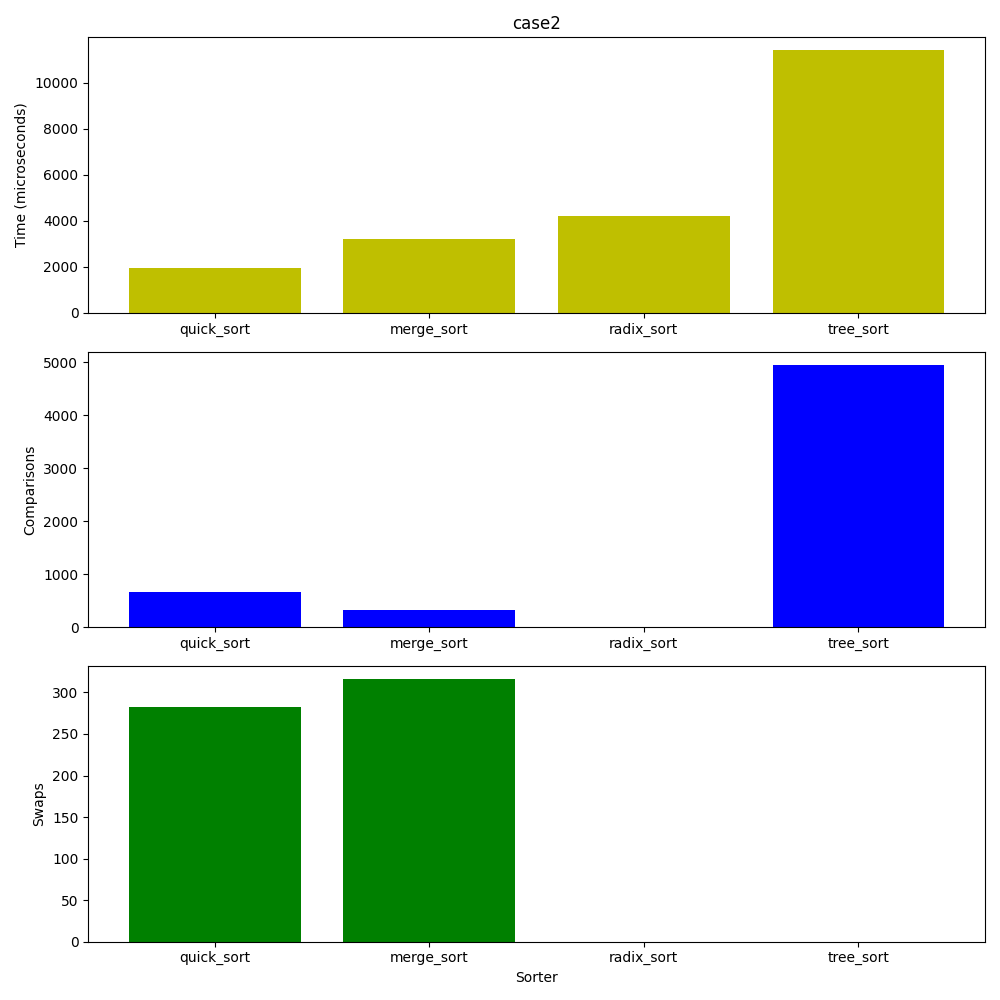 case2
Time (microseconds)
10000
8000
6000
4000
2000
0
quick_sort merge_sort radix_sort tree_sort
Comparisons
5000
4000
3000
2000
1000
0
quick_sort merge_sort radix_sort tree_sort
Swaps
300
250
200
150
100
50
0
quick_sort merge_sort radix_sort tree_sort
Sorter